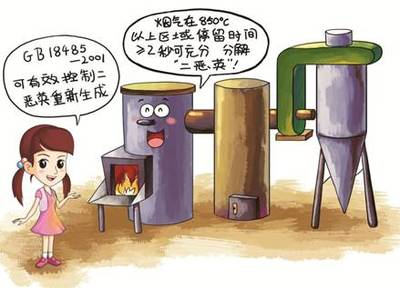 GB18485
—2001
可有效控制二
恶英重新生成
烟气在850℃
以上区域停留时间
≥2秒可充分 分解
“二恶英”!